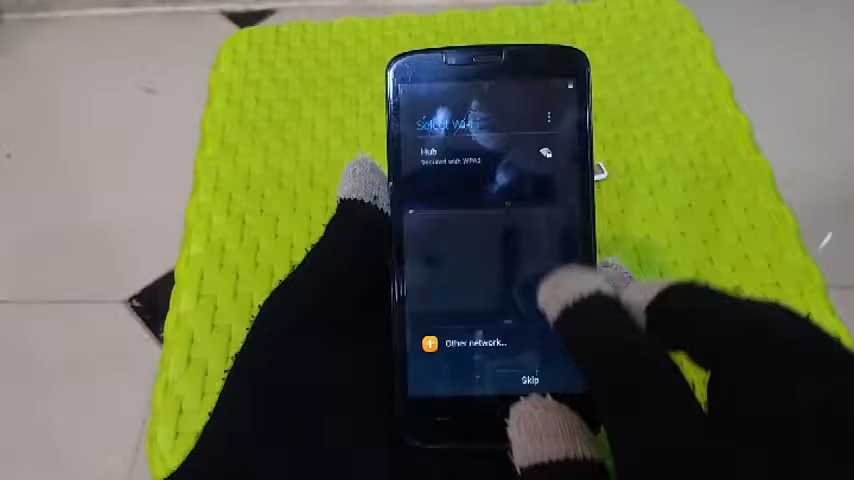 Select Wi-Fi
Hub
Secured with WPA2
Other network...
Skip